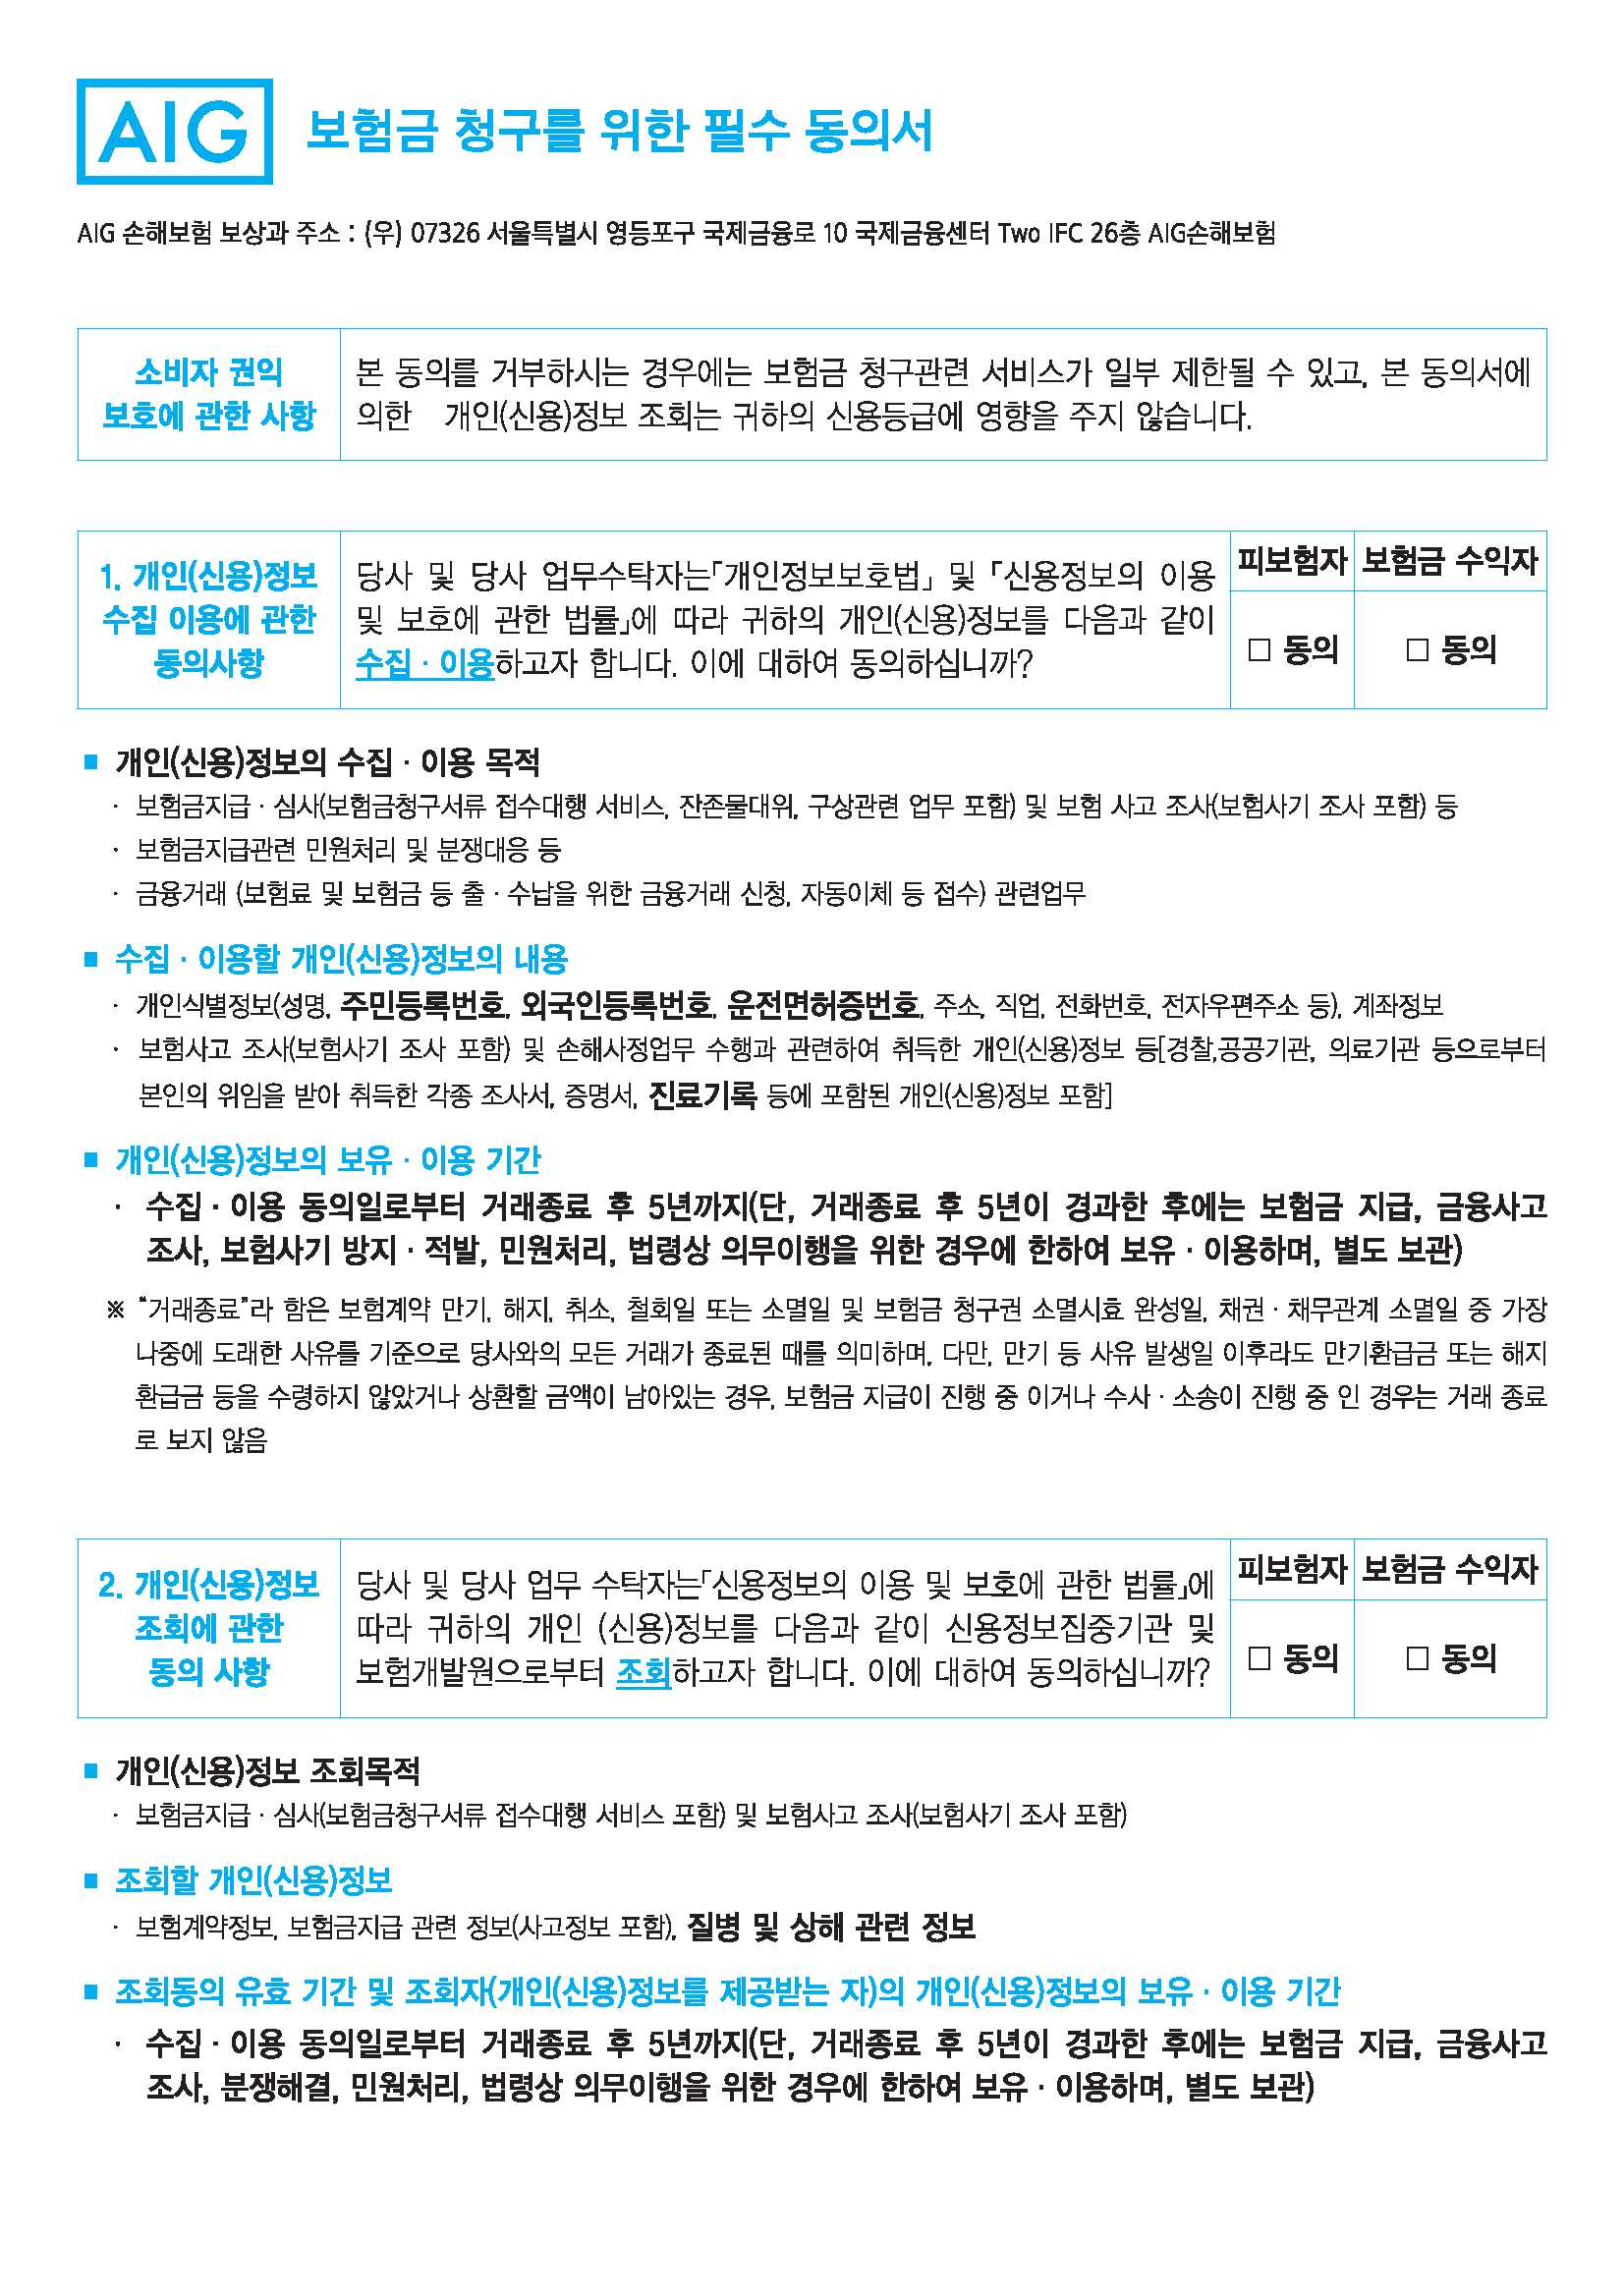 AIG 보험금 청구를 위한 필수 동의서
AIG 손해보험 보상과 주소 : (우) 07326 서울특별시 영등포구 국제금융로 10 국제금융센터 Two IFC 26층 AIG손해보험
소비자 권익
보호에 관한 사항
본 동의를 거부하시는 경우에는 보험금 청구관련 서비스가 일부 제한될 수 있고, 본 동의서에
의한 개인(신용)정보 조회는 귀하의 신용등급에 영향을 주지 않습니다.
1. 개인(신용)정보
수집 이용에 관한
동의사항
당사 및 당사 업무수탁자는「개인정보보호법」 및 「신용정보의 이용
및 보호에 관한 법률」에 따라 귀하의 개인(신용)정보를 다음과 같이
수집 · 이용하고자 합니다. 이에 대하여 동의하십니까?
피보험자 보험금 수익자
□ 동의 □ 동의
■ 개인(신용)정보의 수집 · 이용 목적
· 보험금지급 · 심사(보험금청구서류 접수대행 서비스, 잔존물대위, 구상관련 업무 포함) 및 보험 사고 조사(보험사기 조사 포함) 등
· 보험금지급관련 민원처리 및 분쟁대응 등
· 금융거래 (보험료 및 보험금 등 출 · 수납을 위한 금융거래 신청, 자동이체 등 접수) 관련업무
■ 수집 · 이용할 개인(신용)정보의 내용
· 개인식별정보(성명, 주민등록번호, 외국인등록번호, 운전면허증번호, 주소, 직업, 전화번호, 전자우편주소 등), 계좌정보
· 보험사고 조사(보험사기 조사 포함) 및 손해사정업무 수행과 관련하여 취득한 개인(신용)정보 등[경찰,공공기관, 의료기관 등으로부터
본인의 위임을 받아 취득한 각종 조사서, 증명서, 진료기록 등에 포함된 개인(신용)정보 포함]
■ 개인(신용)정보의 보유 · 이용 기간
· 수집 · 이용 동의일로부터 거래종료 후 5년까지(단, 거래종료 후 5년이 경과한 후에는 보험금 지급, 금융사고
조사, 보험사기 방지 · 적발, 민원처리, 법령상 의무이행을 위한 경우에 한하여 보유 · 이용하며, 별도 보관)
※ “거래종료”라 함은 보험계약 만기, 해지, 취소, 철회일 또는 소멸일 및 보험금 청구권 소멸시효 완성일, 채권 · 채무관계 소멸일 중 가장
나중에 도래한 사유를 기준으로 당사와의 모든 거래가 종료된 때를 의미하며, 다만, 만기 등 사유 발생일 이후라도 만기환급금 또는 해지
환급금 등을 수령하지 않았거나 상환할 금액이 남아있는 경우, 보험금 지급이 진행 중 이거나 수사 · 소송이 진행 중 인 경우는 거래 종료
로 보지 않음
2. 개인(신용)정보
조회에 관한
동의 사항
당사 및 당사 업무 수탁자는「신용정보의 이용 및 보호에 관한 법률」에
따라 귀하의 개인 (신용)정보를 다음과 같이 신용정보집중기관 및
보험개발원으로부터 조회하고자 합니다. 이에 대하여 동의하십니까?
피보험자 보험금 수익자
□ 동의 □ 동의
■ 개인(신용)정보 조회목적
· 보험금지급 · 심사(보험금청구서류 접수대행 서비스 포함) 및 보험사고 조사(보험사기 조사 포함)
■ 조회할 개인(신용)정보
· 보험계약정보, 보험금지급 관련 정보(사고정보 포함), 질병 및 상해 관련 정보
■ 조회동의 유효 기간 및 조회자(개인(신용)정보를 제공받는 자)의 개인(신용)정보의 보유 · 이용 기간
· 수집 · 이용 동의일로부터 거래종료 후 5년까지(단, 거래종료 후 5년이 경과한 후에는 보험금 지급, 금융사고
조사, 분쟁해결, 민원처리, 법령상 의무이행을 위한 경우에 한하여 보유 · 이용하며, 별도 보관)